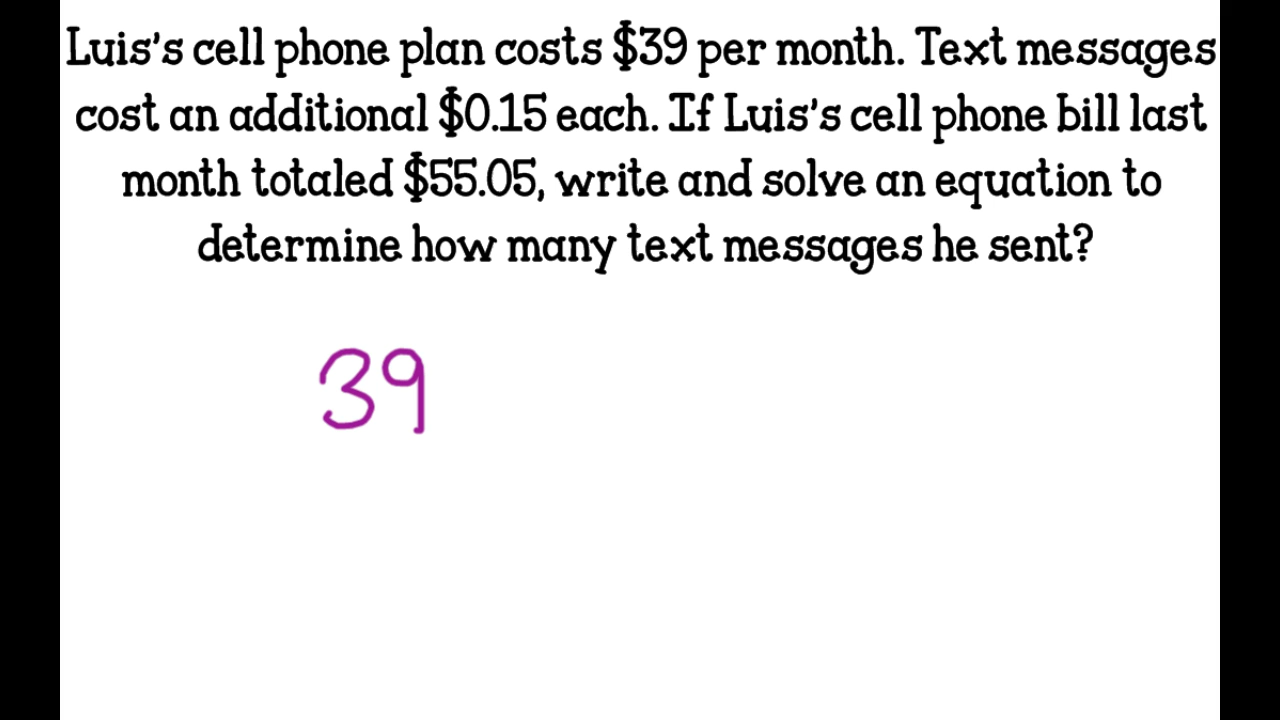 Luis's cell phone plan costs $39 per month. Text messages
cost an additional $0.15 each. If Luis's cell phone bill last
month totaled $55.05, write and solve an equation to
determine how many text messages he sent?
39